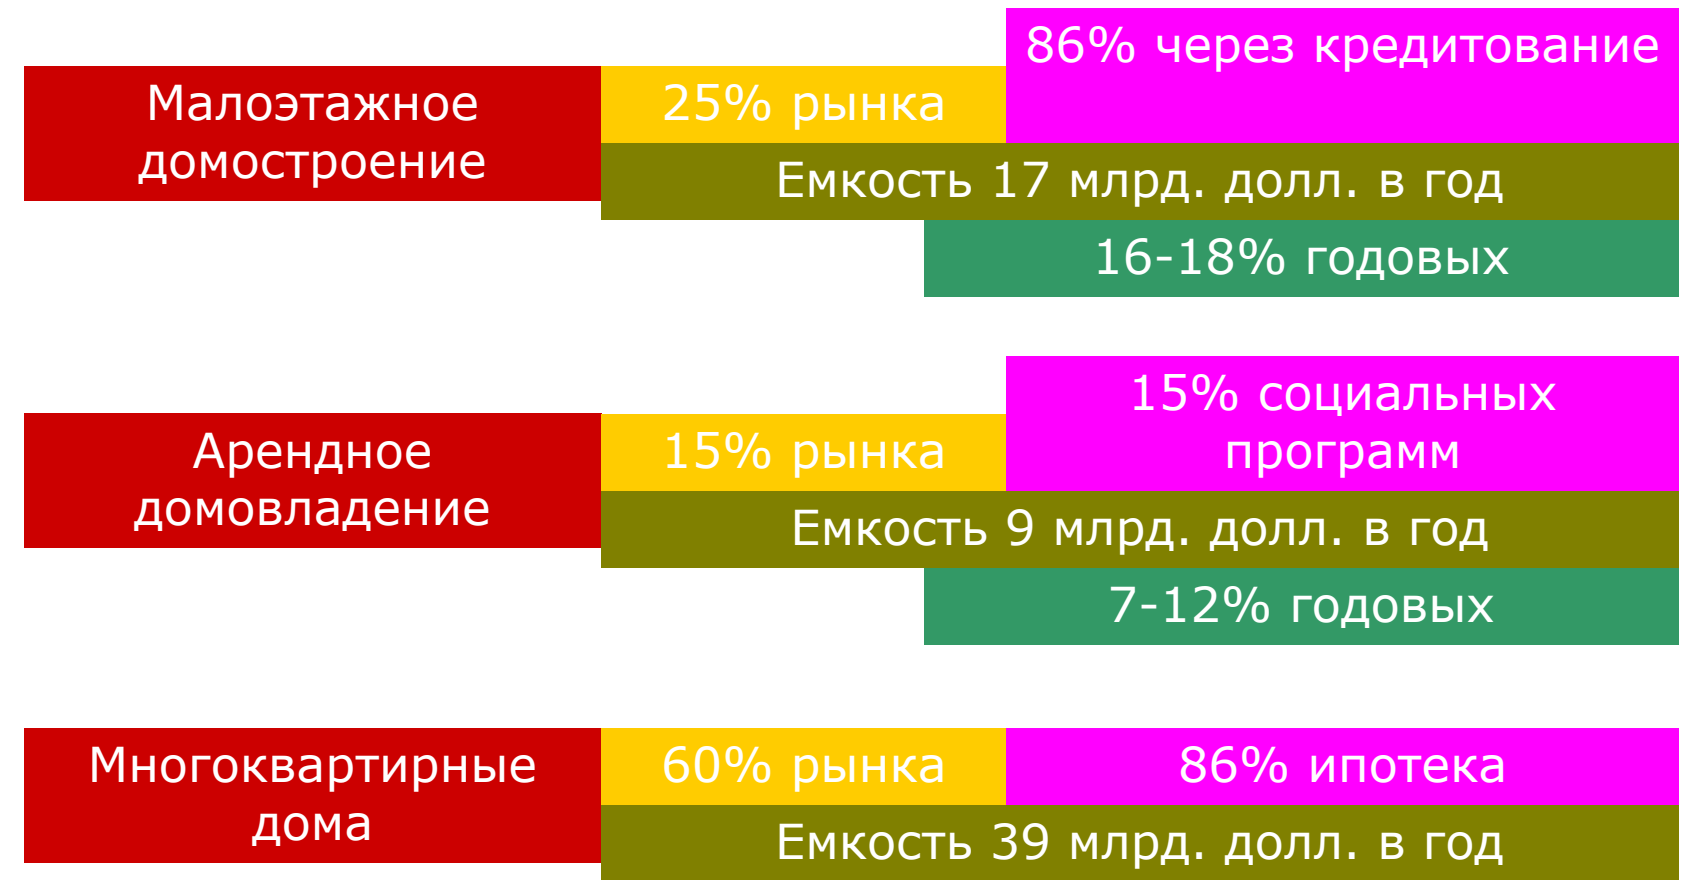 Малоэтажное
домостроение
25% рынка
86% через кредитование
Емкость 17 млрд. долл. в год
16-18% годовых
Арендное
домовладение
15% рынка
15% социальных
программ
Емкость 9 млрд. долл. в год
7-12% годовых
Многоквартирные
дома
60% рынка
86% ипотека
Емкость 39 млрд. долл. в год